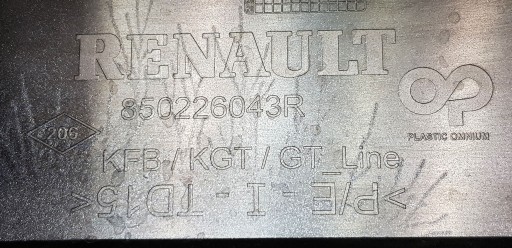 RENAULT
850226043R
206
PLASTIC OMNIUM
KFB-/KGT/GT_Line
>P/E-I-TD15<